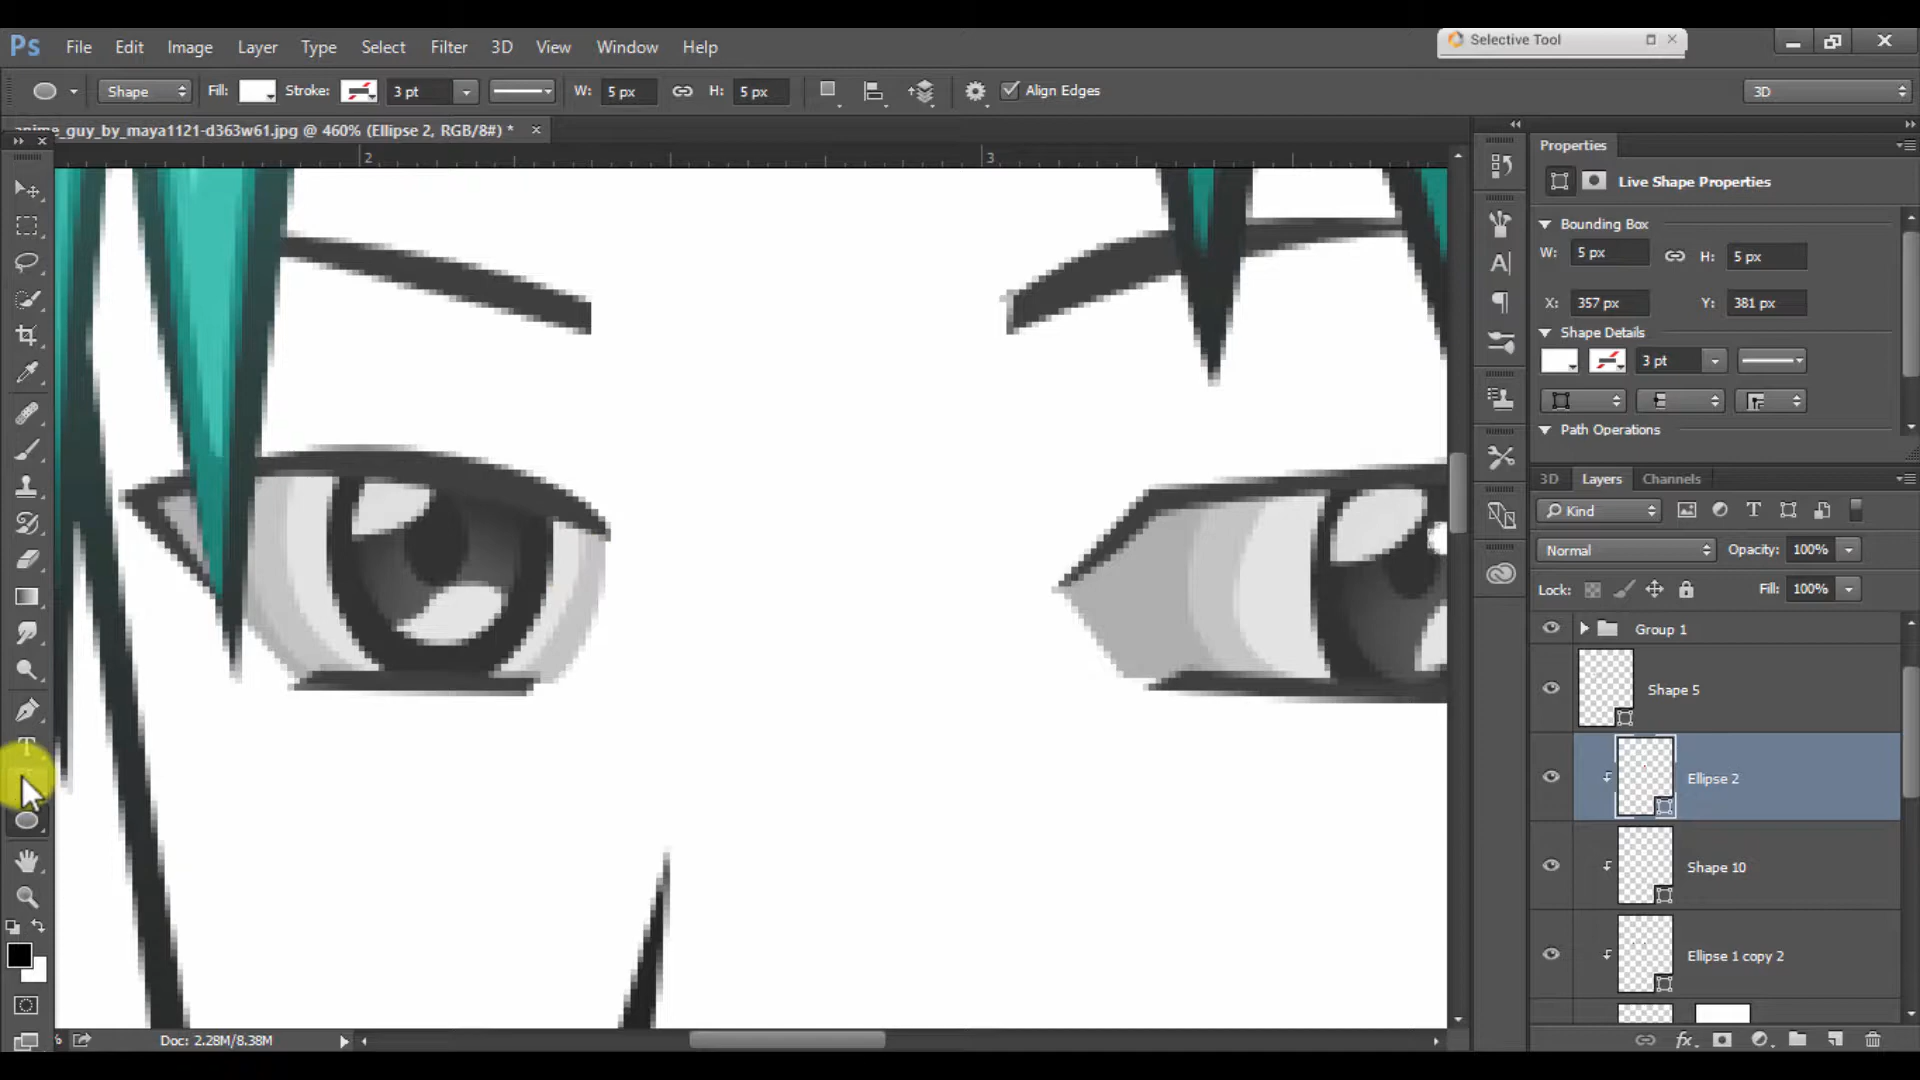 Ps File Edit Image Layer Type Select Filter 3D View Window Help
Selective Tool
Shape Fill: Stroke: 3 pt W: 5 px H: 5 px Align Edges 3D
anime_guy_by_maya1121-d363w61.jpg @ 460% (Ellipse 2, RGB/8#) *
2 3
Properties
Live Shape Properties
Bounding Box
W: 5 px H: 5 px
X: 357 px Y: 381 px
Shape Details
3 pt
Path Operations
3D Layers Channels
Kind
Normal Opacity: 100%
Lock: Fill: 100%
Group 1
Shape 5
Ellipse 2
Shape 10
Ellipse 1 copy 2
Doc: 2.28M/8.38M